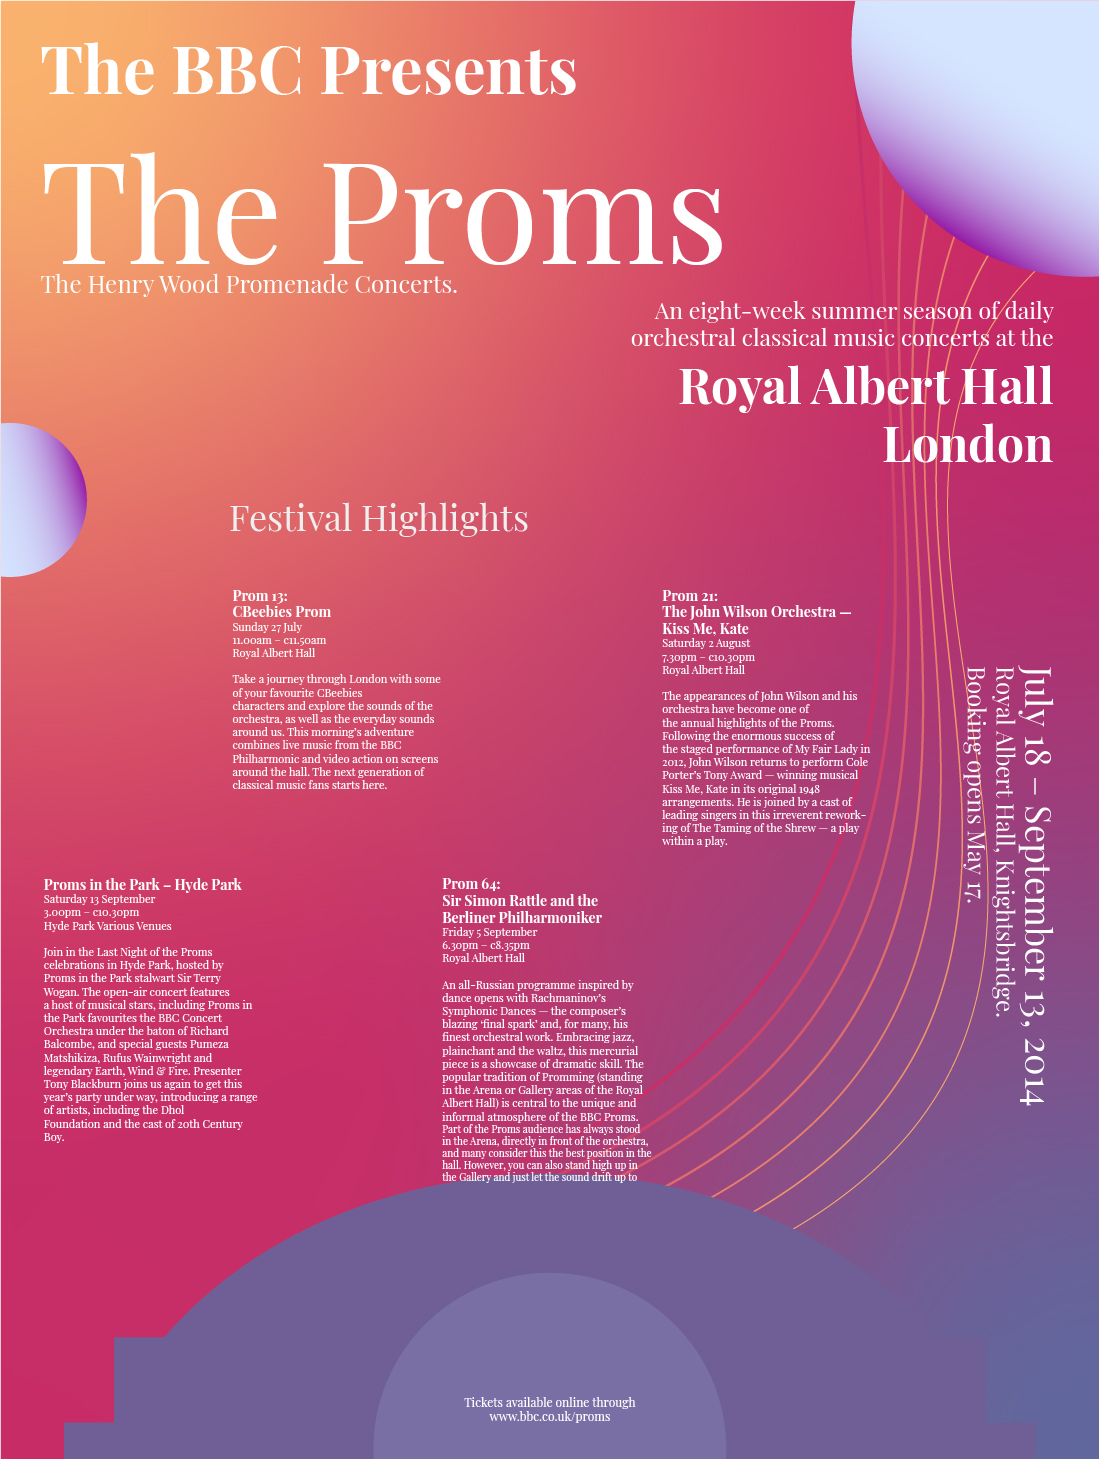 The BBC Presents
The Proms
The Henry Wood Promenade Concerts.
An eight-week summer season of daily
orchestral classical music concerts at the
Royal Albert Hall
London
Festival Highlights
Prom 13:
CBeebies Prom
Sunday 27 July
11.00am – c11.50am
Royal Albert Hall
Take a journey through London with some
of your favourite CBeebies
characters and explore the sounds of the
orchestra, as well as the everyday sounds
around us. This morning's adventure
combines live music from the BBC
Philharmonic and video action on screens
around the hall. The next generation of
classical music fans starts here.
Prom 21:
The John Wilson Orchestra —
Kiss Me, Kate
Saturday 2 August
7.30pm – c10.30pm
Royal Albert Hall
The appearances of John Wilson and his
orchestra have become one of
the annual highlights of the Proms.
Following the enormous success of
the staged performance of My Fair Lady in
2012, John Wilson returns to perform Cole
Porter's Tony Award — winning musical
Kiss Me, Kate in its original 1948
arrangements. He is joined by a cast of
leading singers in this irreverent rework-
ing of The Taming of the Shrew — a play
within a play.
July 18 – September 13, 2014
Royal Albert Hall, Knightsbridge.
Booking opens May 17.
Proms in the Park – Hyde Park
Saturday 13 September
3.00pm – c10.30pm
Hyde Park Various Venues
Join in the Last Night of the Proms
celebrations in Hyde Park, hosted by
Proms in the Park stalwart Sir Terry
Wogan. The open-air concert features
a host of musical stars, including Proms in
the Park favourites the BBC Concert
Orchestra under the baton of Richard
Balcombe, and special guests Pumeza
Matshikiza, Rufus Wainwright and
legendary Earth, Wind & Fire. Presenter
Tony Blackburn joins us again to get this
year's party under way, introducing a range
of artists, including the Dhol
Foundation and the cast of 20th Century
Boy.
Prom 64:
Sir Simon Rattle and the
Berliner Philharmoniker
Friday 5 September
6.30pm – c8.35pm
Royal Albert Hall
An all-Russian programme inspired by
dance opens with Rachmaninov's
Symphonic Dances — the composer's
blazing 'final spark' and, for many, his
finest orchestral work. Embracing jazz,
plainchant and the waltz, this mercurial
piece is a showcase of dramatic skill. The
popular tradition of Promming (standing
in the Arena or Gallery areas of the Royal
Albert Hall) is central to the unique and
informal atmosphere of the BBC Proms.
Part of the Proms audience has always stood
in the Arena, directly in front of the orchestra,
and many consider this the best position in the
hall. However, you can also stand high up in
the Gallery and just let the sound drift up to
Tickets available online through
www.bbc.co.uk/proms